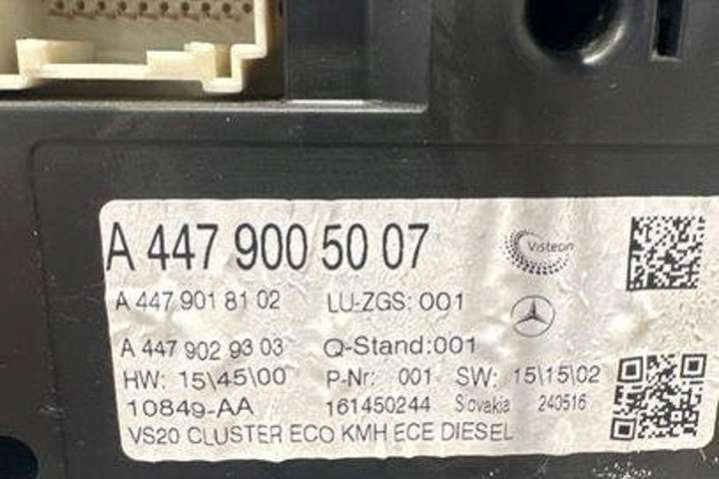 A 447 900 50 07
Visteon
A 447 901 81 02 LU-ZGS: 001
A 447 902 93 03 Q-Stand:001
HW: 15\45\00 P-Nr: 001 SW: 15\15\02
10849-AA 161450244 Slovakia 240516
VS20 CLUSTER ECO KMH ECE DIESEL